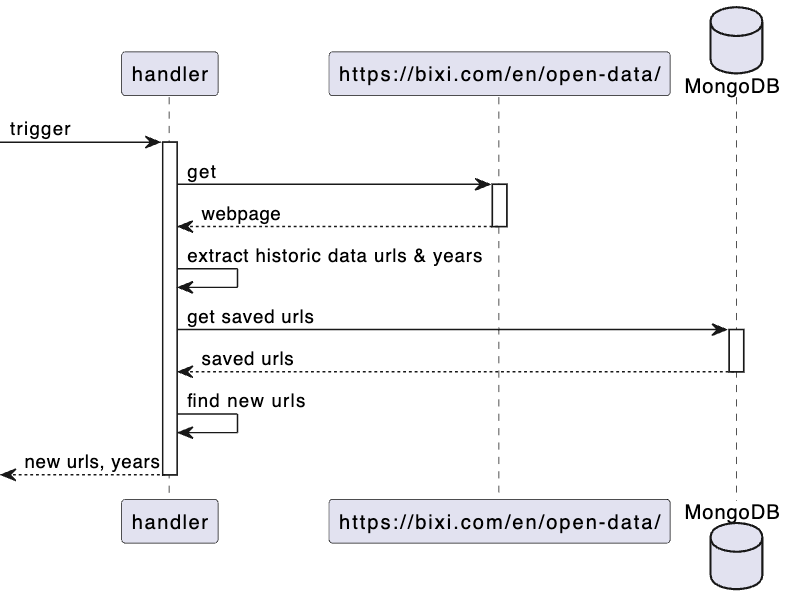 handler
https://bixi.com/en/open-data/
MongoDB
trigger
get
webpage
extract historic data urls & years
get saved urls
saved urls
find new urls
new urls, years
handler
https://bixi.com/en/open-data/
MongoDB